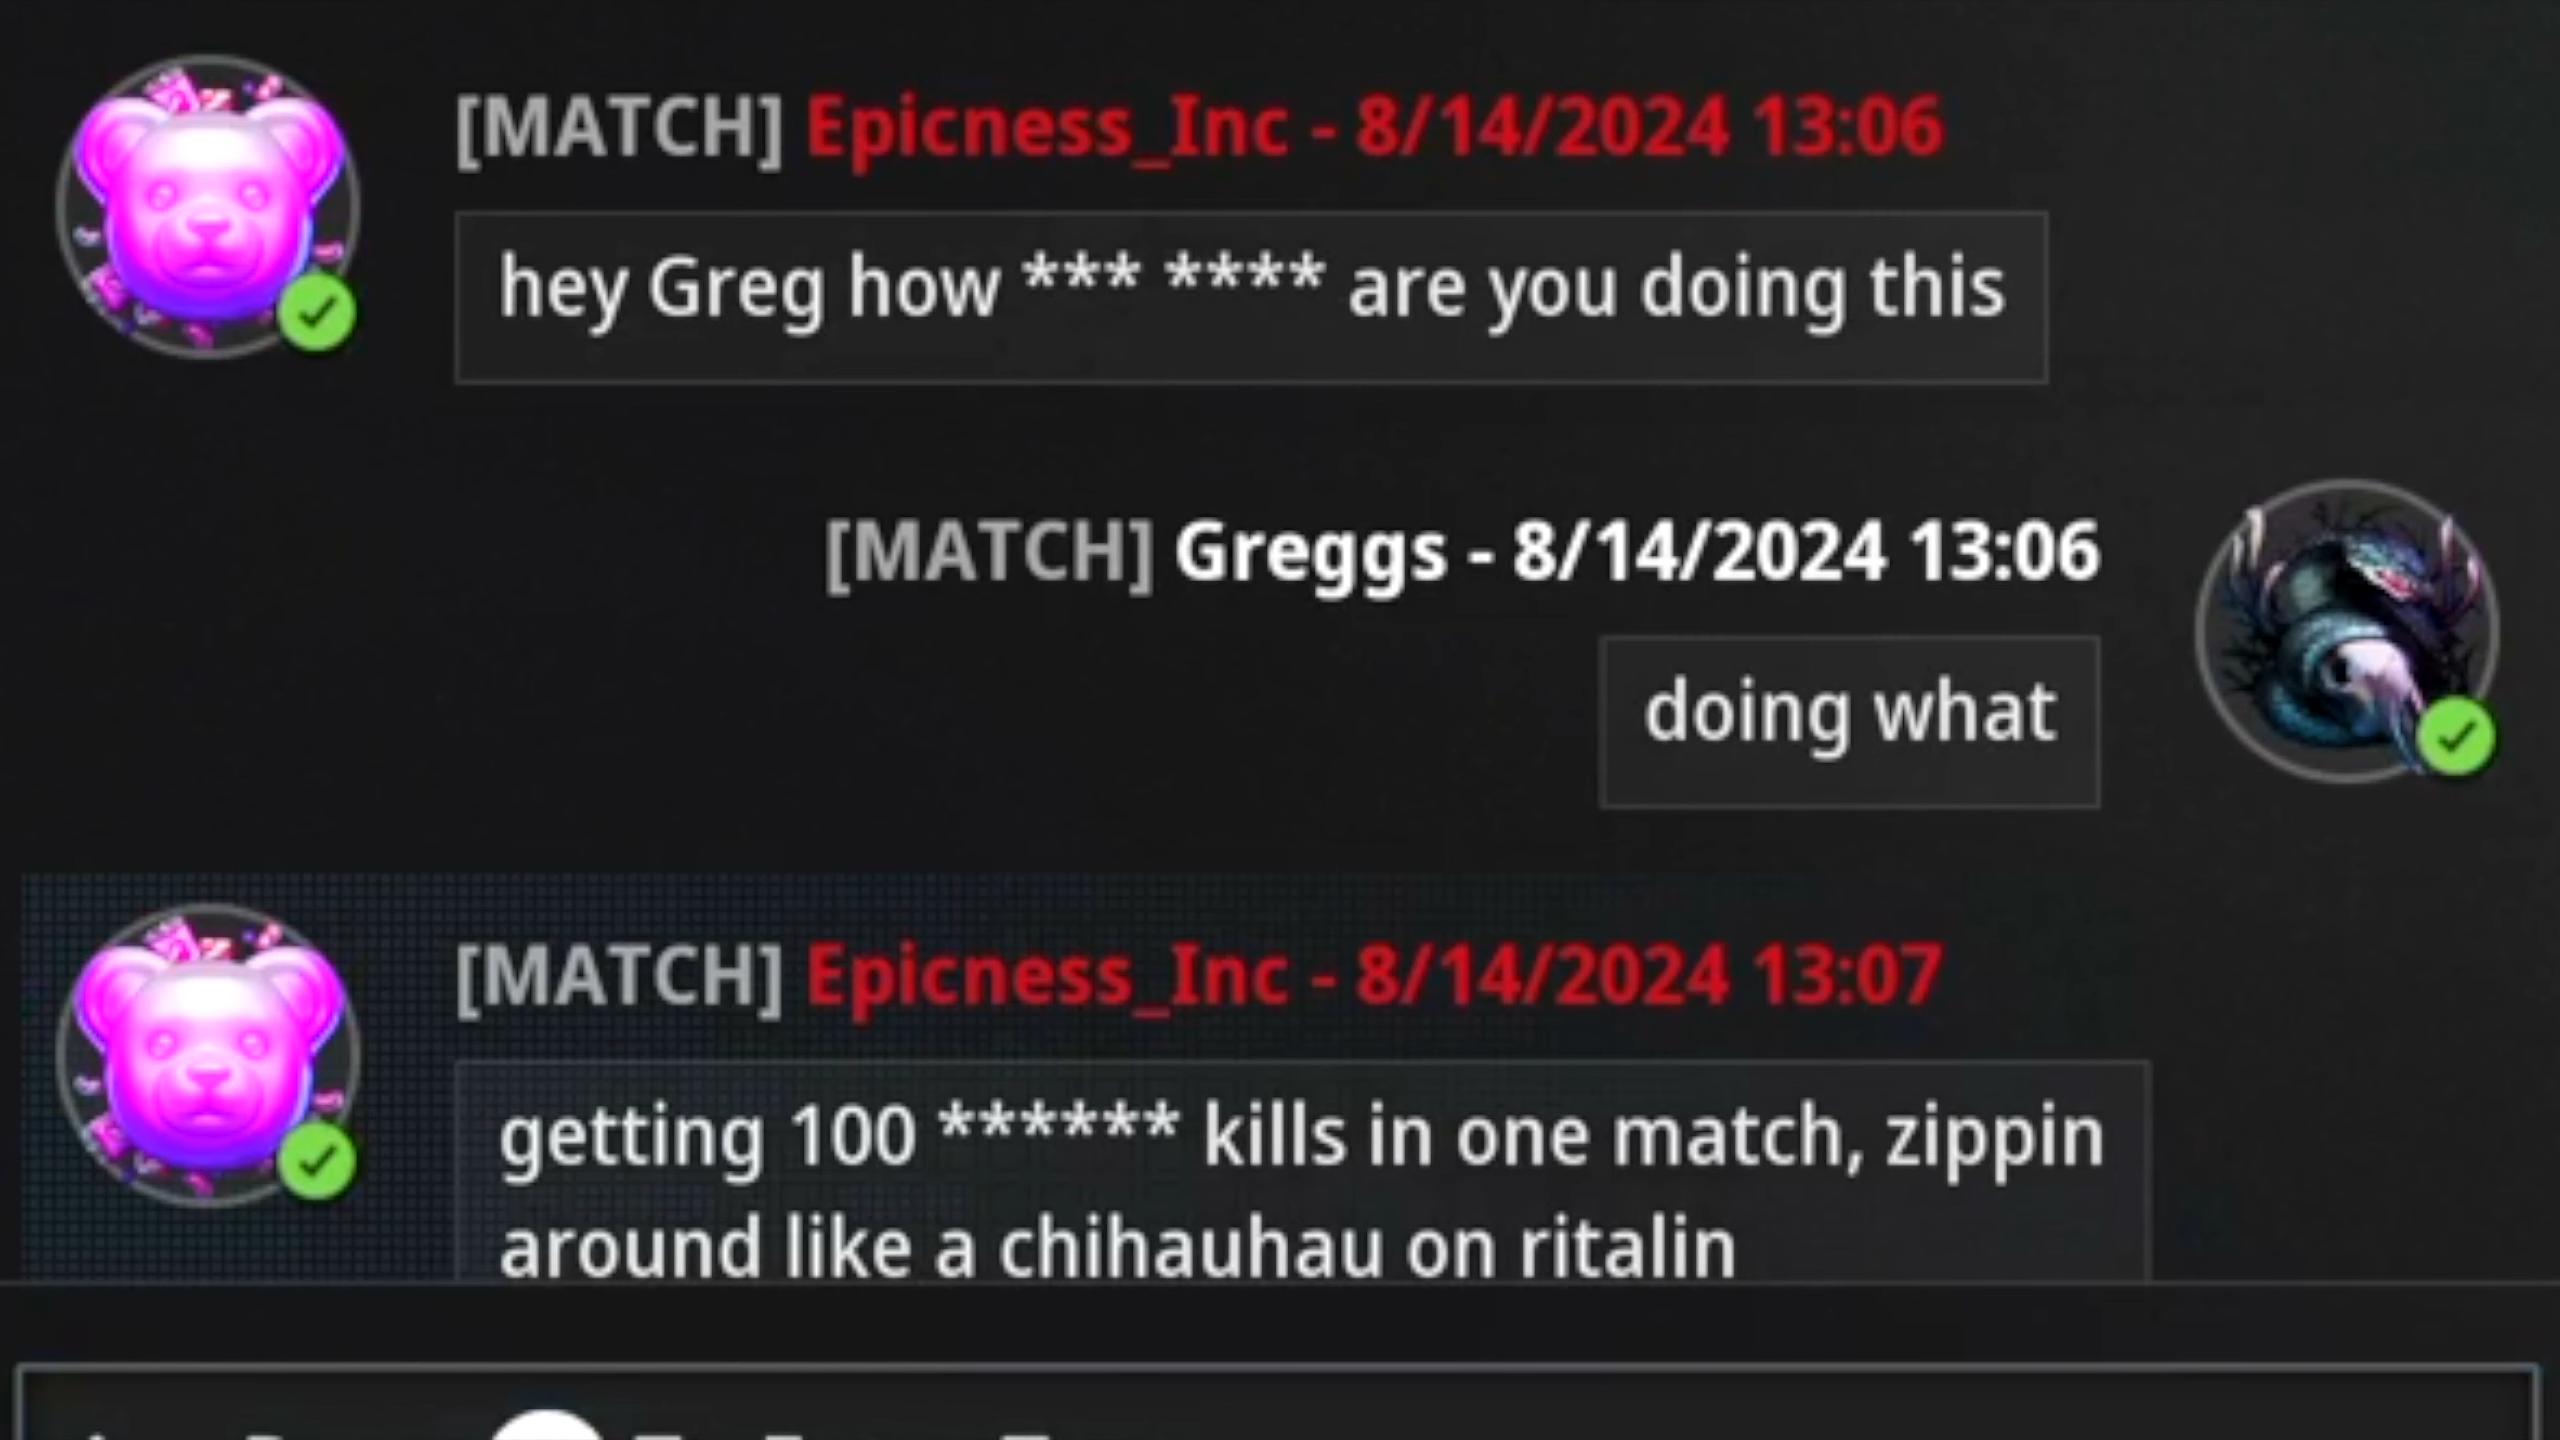 [MATCH] Epicness_Inc - 8/14/2024 13:06
hey Greg how *** **** are you doing this
[MATCH] Greggs - 8/14/2024 13:06
doing what
[MATCH] Epicness_Inc - 8/14/2024 13:07
getting 100 ****** kills in one match, zippin
around like a chihauhau on ritalin